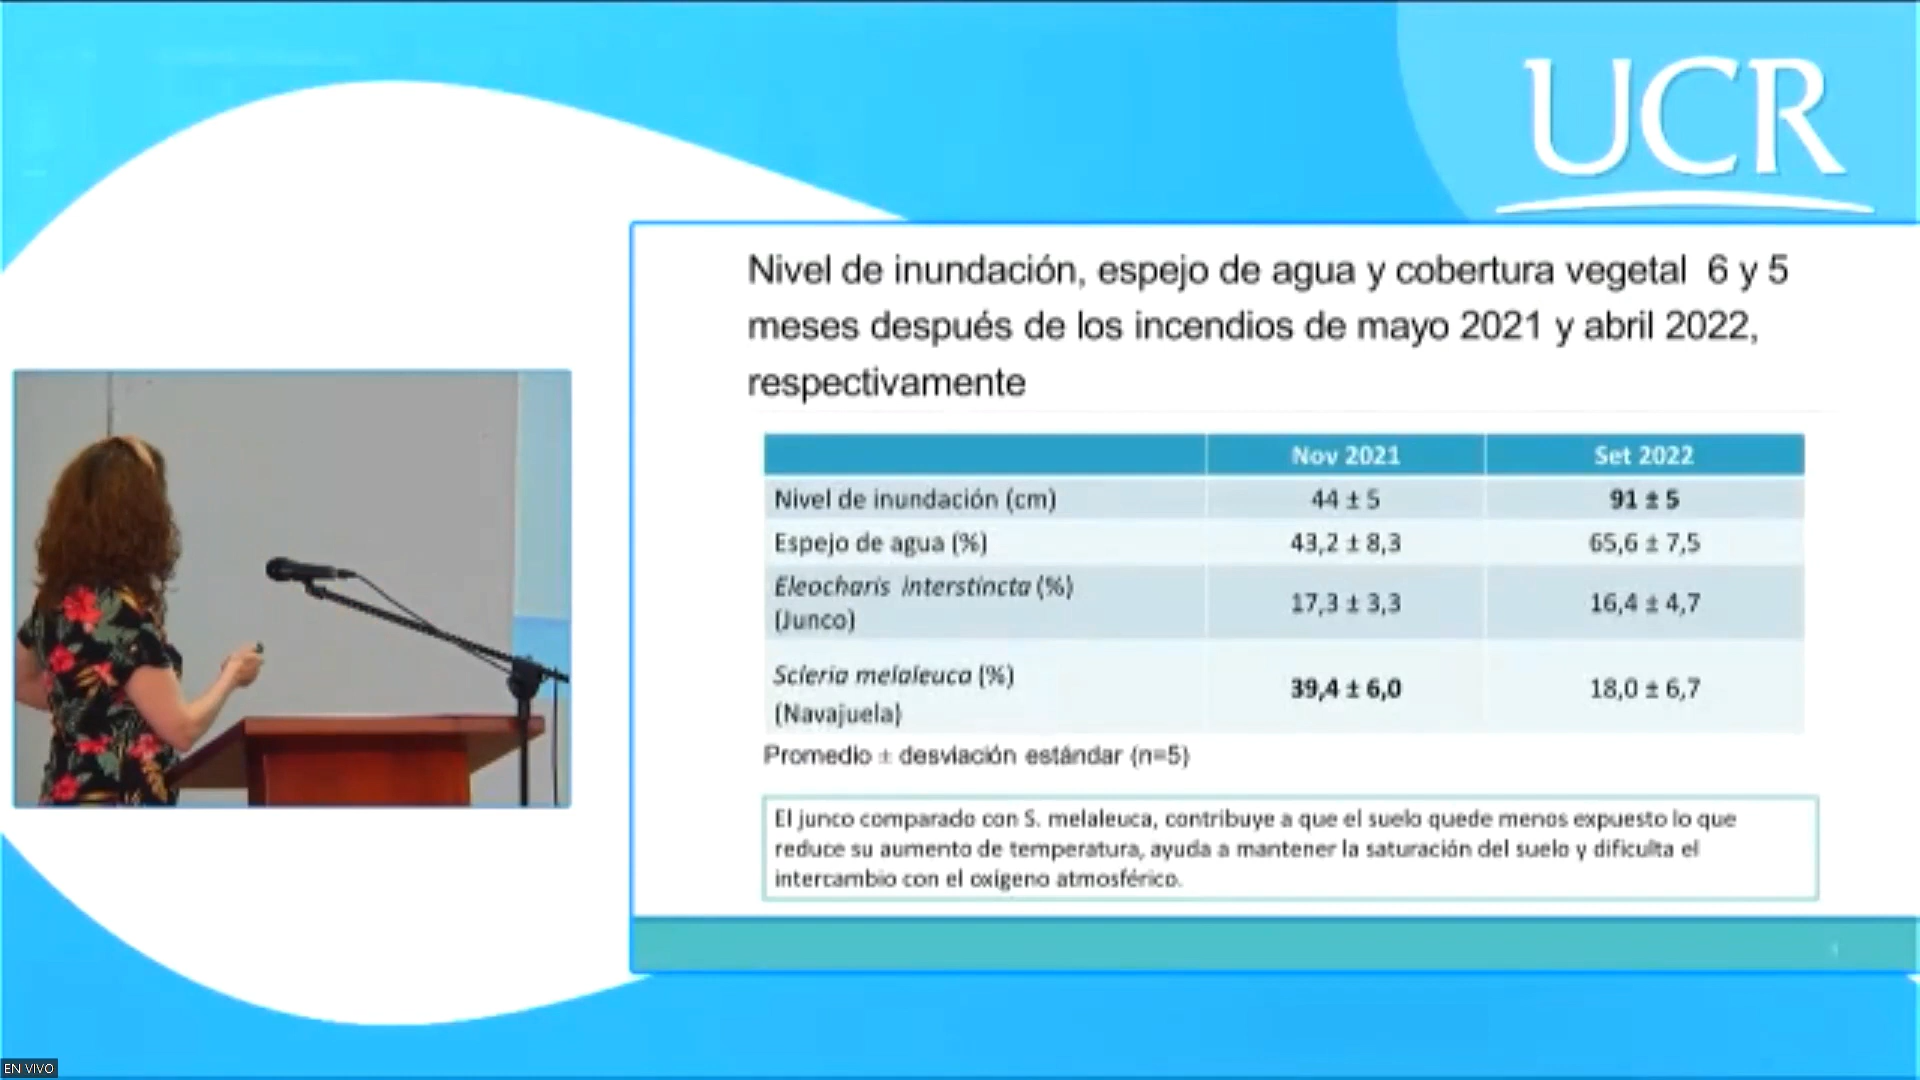 UCR
Nivel de inundación, espejo de agua y cobertura vegetal 6 y 5
meses después de los incendios de mayo 2021 y abril 2022,
respectivamente
Nov 2021 Set 2022
Nivel de inundación (cm) 44 ± 5 91 ± 5
Espejo de agua (%) 43,2 ± 8,3 65,6 ± 7,5
Eleocharis interstincta (%)
(Junco) 17,3 ± 3,3 16,4 ± 4,7
Scleria melaleuca (%)
(Navajuela) 39,4 ± 6,0 18,0 ± 6,7
Promedio ± desviación estándar (n=5)
El junco comparado con S. melaleuca, contribuye a que el suelo quede menos expuesto lo que
reduce su aumento de temperatura, ayuda a mantener la saturación del suelo y dificulta el
intercambio con el oxígeno atmosférico.
EN VIVO